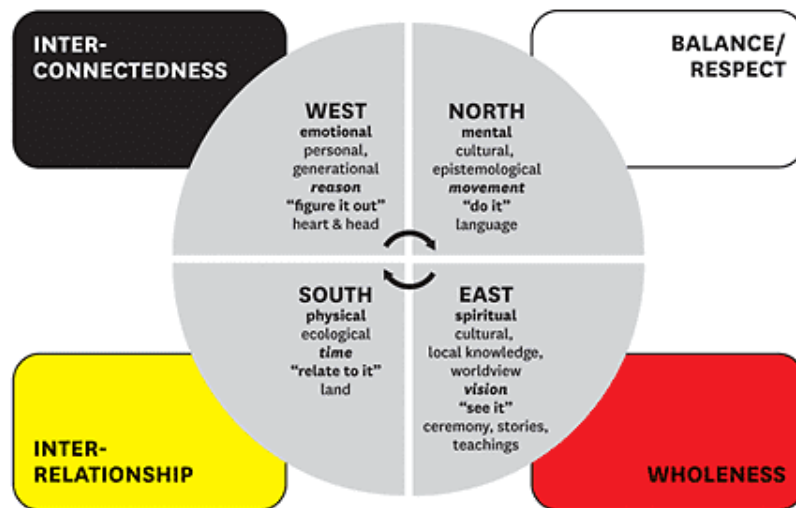 INTER-
CONNECTEDNESS
WEST
emotional
personal,
generational
reason
“figure it out”
heart & head
NORTH
mental
cultural,
epistemological
movement
“do it”
language
BALANCE/
RESPECT
INTER-
RELATIONSHIP
SOUTH
physical
ecological
time
“relate to it”
land
EAST
spiritual
cultural,
local knowledge,
worldview
vision
“see it”
ceremony, stories,
teachings
WHOLENESS